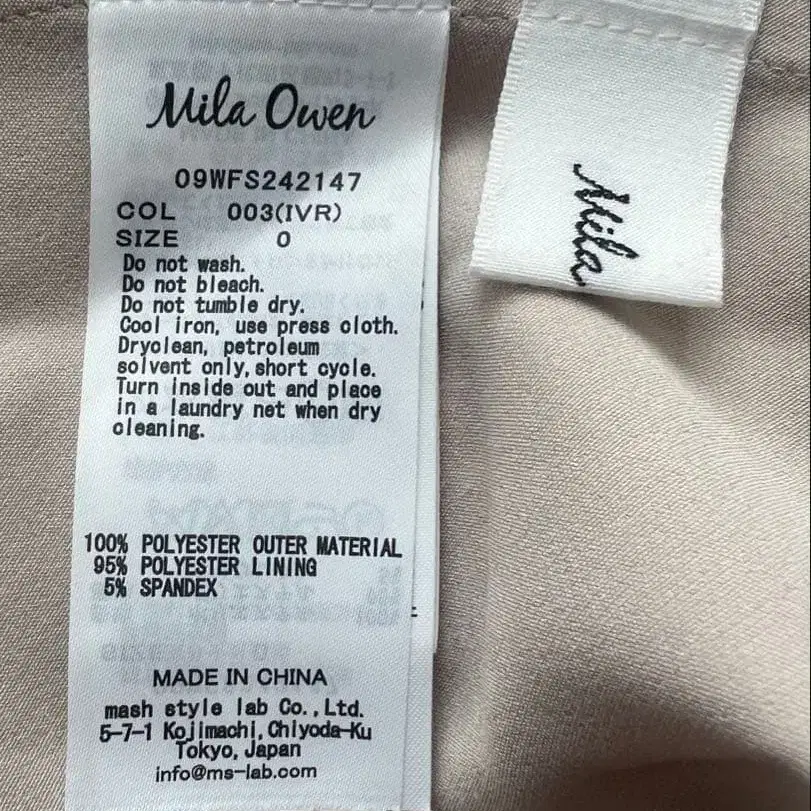 Mila Owen
09WFS242147
COL 003(IVR)
SIZE 0
Do not wash.
Do not bleach.
Do not tumble dry.
Cool iron, use press cloth.
Dryclean, petroleum
solvent only, short cycle.
Turn inside out and place
in a laundry net when dry
cleaning.
100% POLYESTER OUTER MATERIAL
95% POLYESTER LINING
5% SPANDEX
MADE IN CHINA
mash style lab Co.,Ltd.
5-7-1 Kojimachi,Chiyoda-Ku
Tokyo,Japan
info@ms-lab.com
Mila